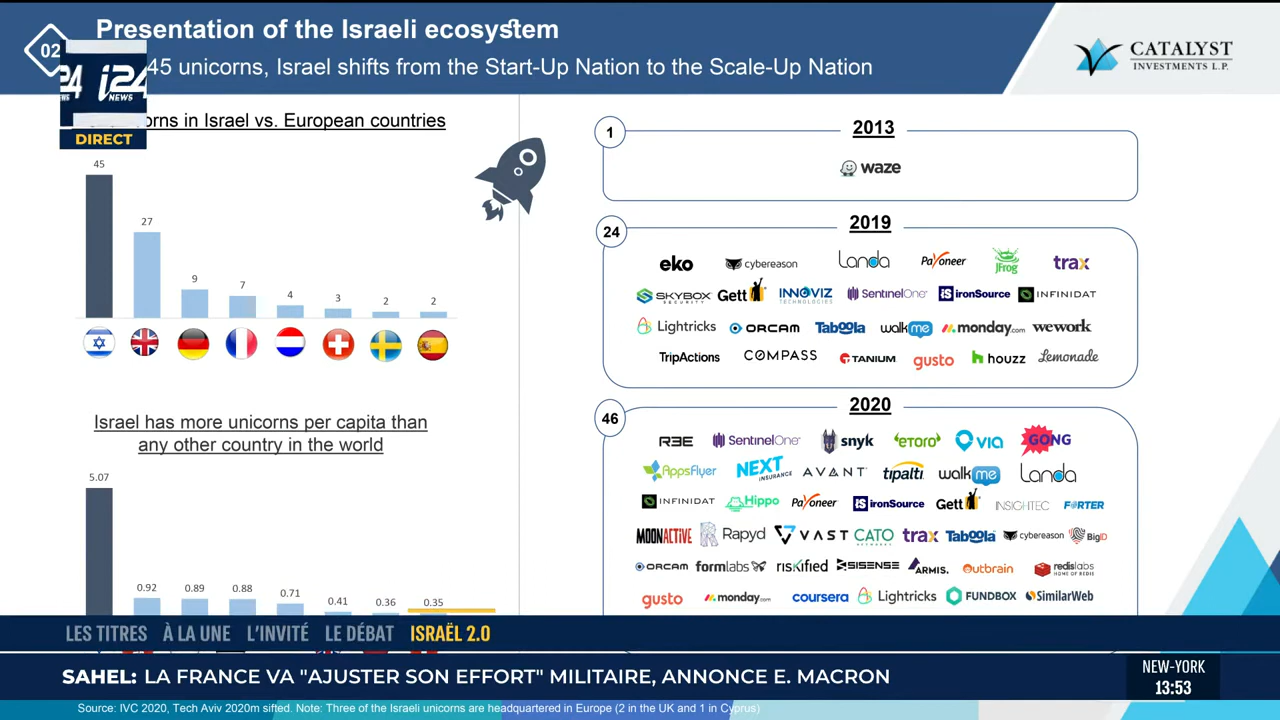 Presentation of the Israeli ecosystem
02
45 unicorns, Israel shifts from the Start-Up Nation to the Scale-Up Nation
CATALYST
INVESTMENTS L.P.
i24
NEWS
DIRECT
in Israel vs. European countries
45
27
9
7
4
3
2
2
Israel has more unicorns per capita than
any other country in the world
5.07
0.92
0.89
0.88
0.71
0.41
0.36
0.35
1
2013
waze
24
2019
eko cybereason Landa Payoneer JFrog trax
SKYBOX SECURITY Gett INNOVIZ TECHNOLOGIES SentinelOne ironSource INFINIDAT
Lightricks ORCAM Taboola walkme monday.com wework
TripActions COMPASS TANIUM gusto houzz Lemonade
46
2020
REE SentinelOne snyk eTORO VIA GONG
AppsFlyer NEXT INSURANCE AVANT tipalti walkme Landa
INFINIDAT Hippo Payoneer ironSource Gett INSIGHTEC FORTER
MOONACTIVE Rapyd VAST CATO NETWORKS trax Taboola cybereason BigID
ORCAM formlabs riskified SISENSE ARMIS. Outbrain redislabs HOME OF REDIS
gusto monday.com coursera Lightricks FUNDBOX SimilarWeb
LES TITRES À LA UNE L'INVITÉ LE DÉBAT ISRAËL 2.0
SAHEL: LA FRANCE VA "AJUSTER SON EFFORT" MILITAIRE, ANNONCE E. MACRON
NEW-YORK
13:53
Source: IVC 2020, Tech Aviv 2020m sifted. Note: Three of the Israeli unicorns are headquartered in Europe (2 in the UK and 1 in Cyprus)